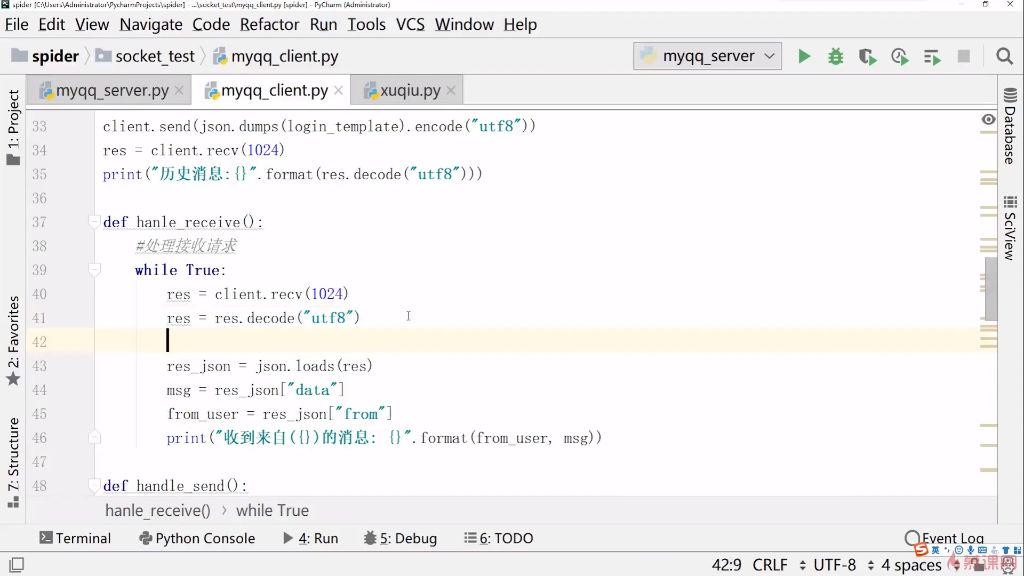 spider [C:\Users\Administrator\PycharmProjects\spider] - ...\socket_test\myqq_client.py [spider] - PyCharm (Administrator)
File Edit View Navigate Code Refactor Run Tools VCS Window Help
spider socket_test myqq_client.py myqq_server
myqq_server.py myqq_client.py xuqiu.py
1: Project
2: Favorites
7: Structure
33 client.send(json.dumps(login_template).encode("utf8"))
34 res = client.recv(1024)
35 print("历史消息:{}".format(res.decode("utf8")))
36
37 def hanle_receive():
38 #处理接收请求
39 while True:
40 res = client.recv(1024)
41 res = res.decode("utf8")
42
43 res_json = json.loads(res)
44 msg = res_json["data"]
45 from_user = res_json["from"]
46 print("收到来自({})的消息: {}".format(from_user, msg))
47
48 def handle_send():
Database
SciView
hanle_receive() › while True
Terminal Python Console 4: Run 5: Debug 6: TODO Event Log
英
42:9 CRLF UTF-8 4 spaces
慕课网